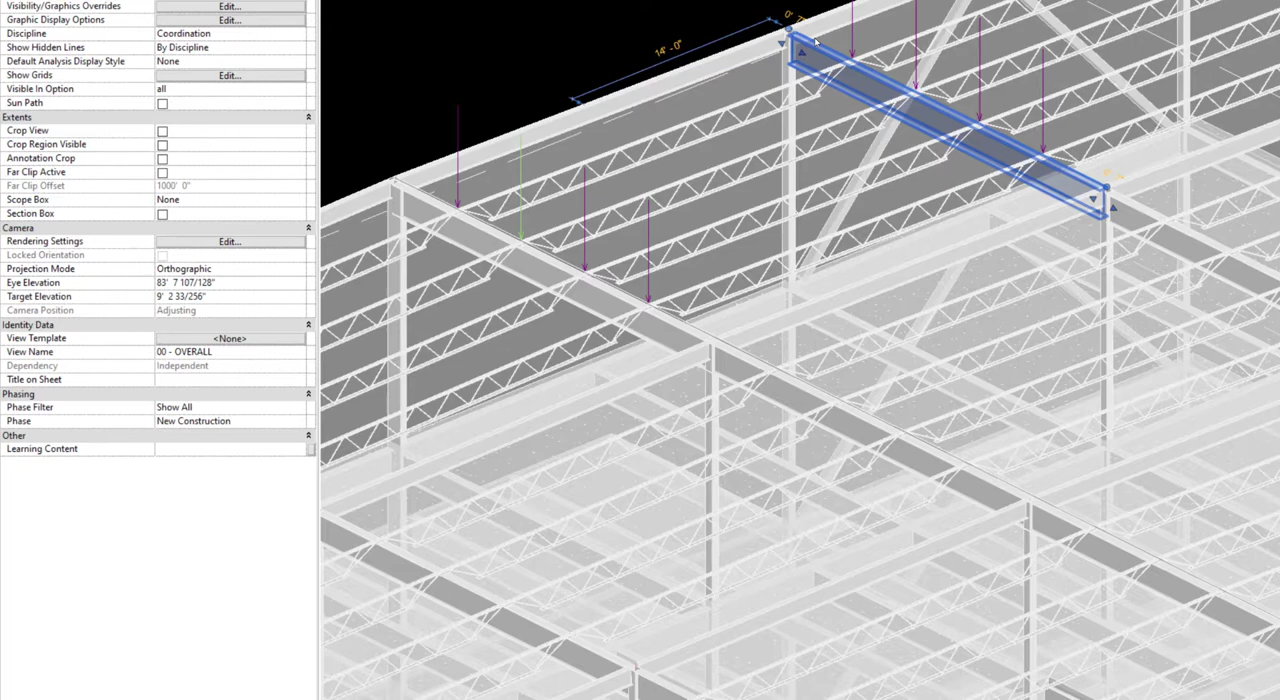 Visibility/Graphics Overrides Edit...
Graphic Display Options Edit...
Discipline Coordination
Show Hidden Lines By Discipline
Default Analysis Display Style None
Show Grids Edit...
Visible In Option all
Sun Path
Extents
Crop View
Crop Region Visible
Annotation Crop
Far Clip Active
Far Clip Offset 1000' 0"
Scope Box None
Section Box
Camera
Rendering Settings Edit...
Locked Orientation
Projection Mode Orthographic
Eye Elevation 83' 7 107/128"
Target Elevation 9' 2 33/256"
Camera Position Adjusting
Identity Data
View Template <None>
View Name 00 - OVERALL
Dependency Independent
Title on Sheet
Phasing
Phase Filter Show All
Phase New Construction
Other
Learning Content
14' - 0"